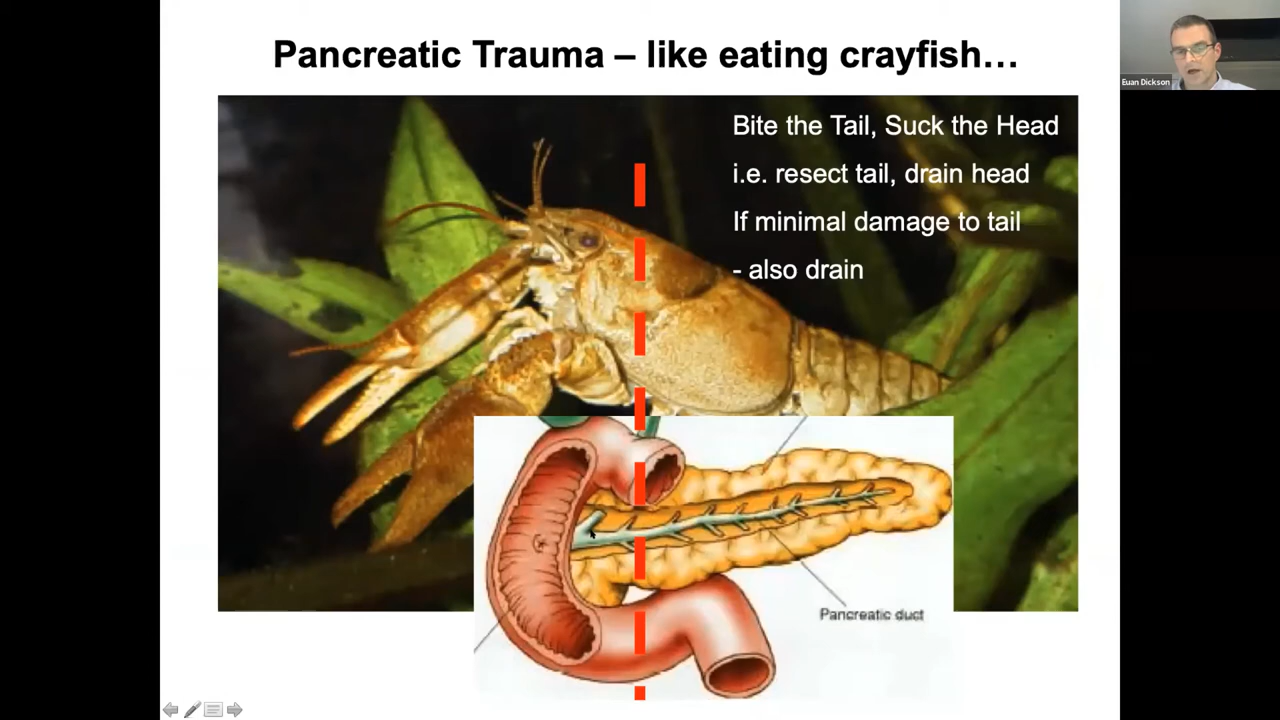 Pancreatic Trauma – like eating crayfish…
Euan Dickson
Bite the Tail, Suck the Head
i.e. resect tail, drain head
If minimal damage to tail
- also drain
Pancreatic duct